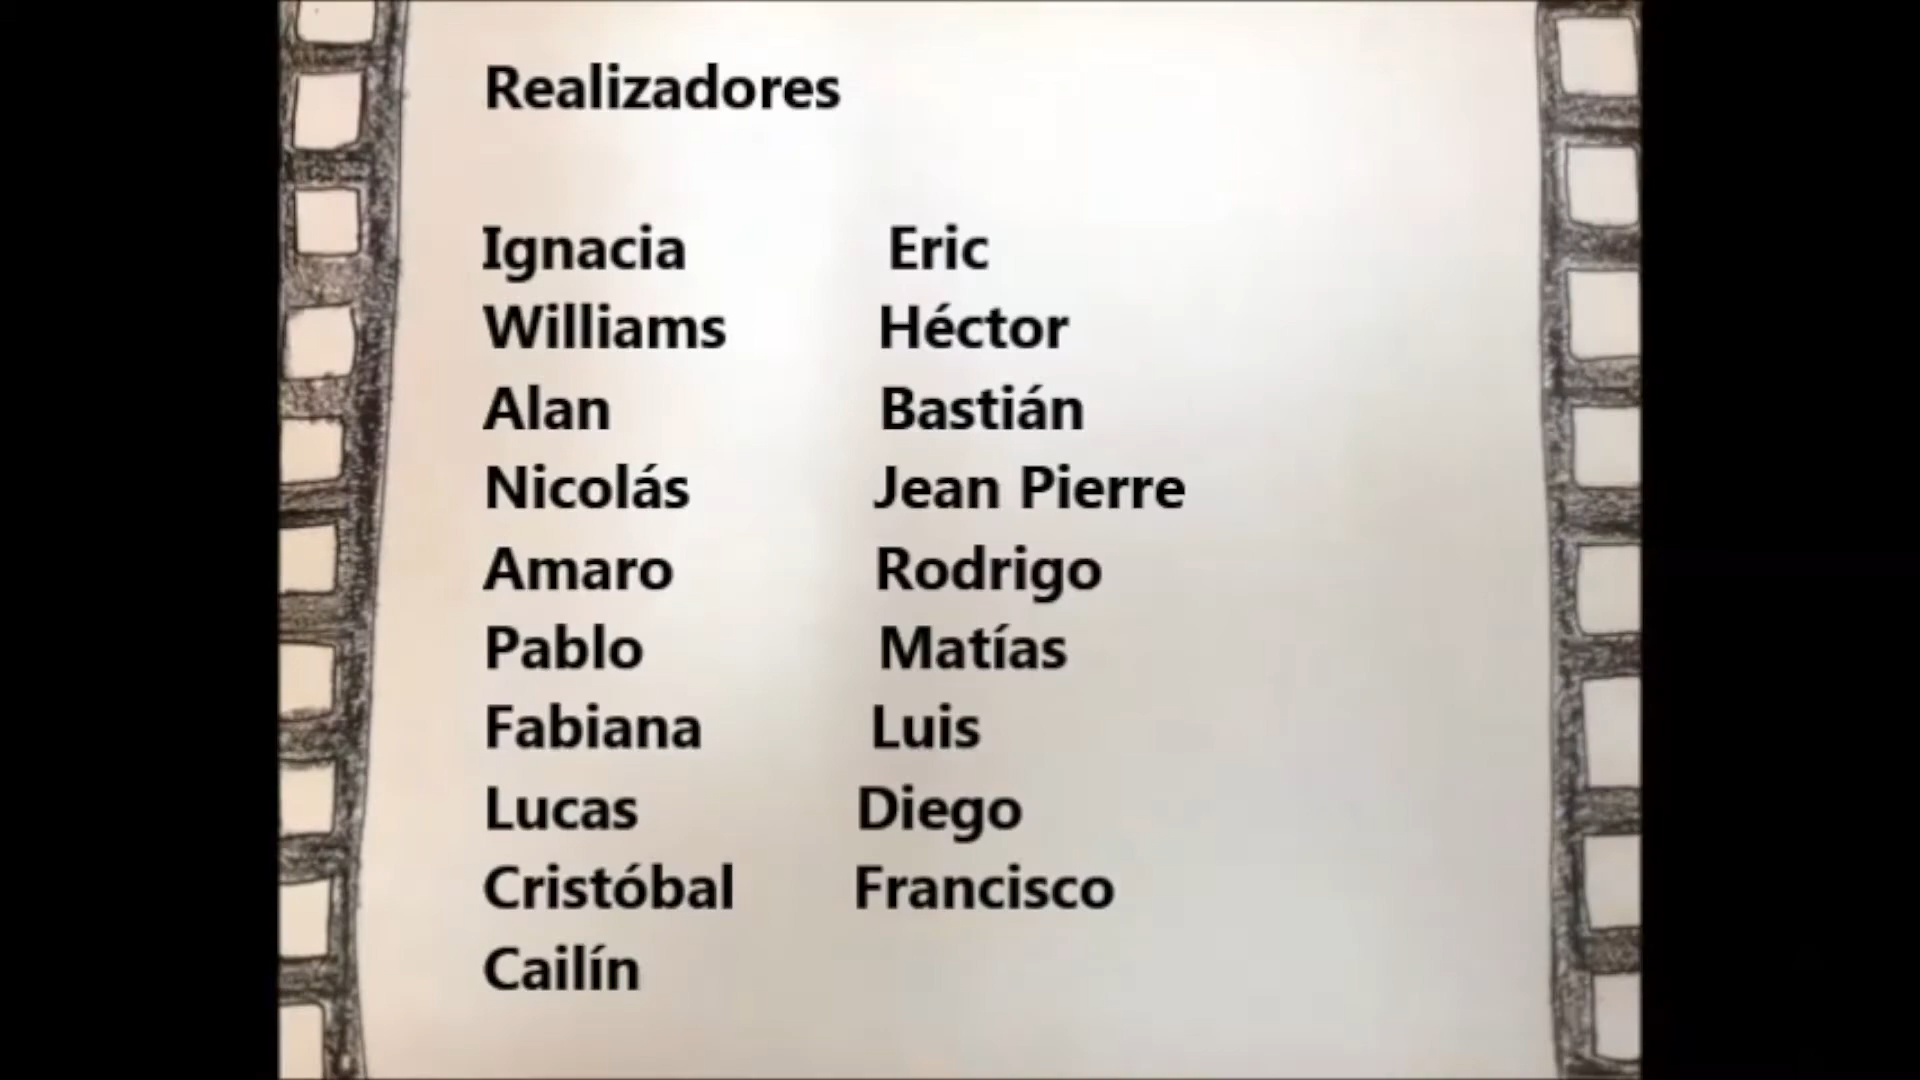 Realizadores
Ignacia Eric
Williams Héctor
Alan Bastián
Nicolás Jean Pierre
Amaro Rodrigo
Pablo Matías
Fabiana Luis
Lucas Diego
Cristóbal Francisco
Cailín